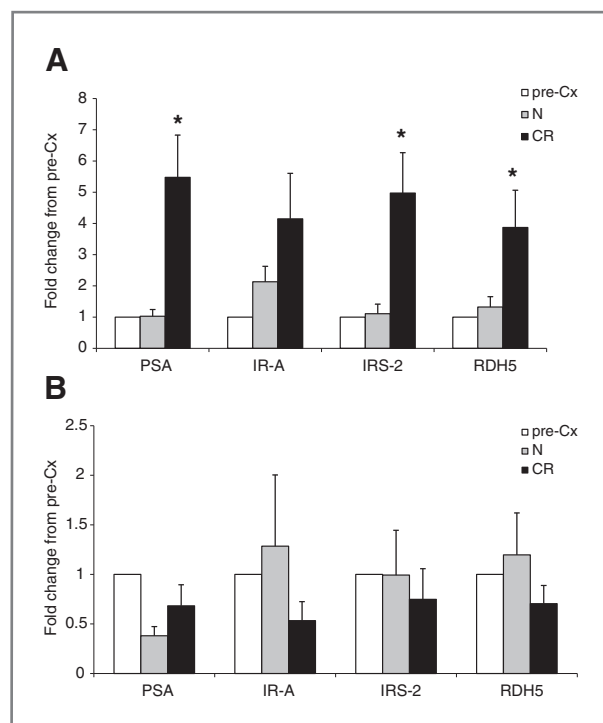 A
Fold change from pre-Cx
8
7
6
5
4
3
2
1
0
*
*
*
pre-Cx
N
CR
PSA
IR-A
IRS-2
RDH5
B
Fold change from pre-Cx
2.5
2
1.5
1
0.5
0
pre-Cx
N
CR
PSA
IR-A
IRS-2
RDH5